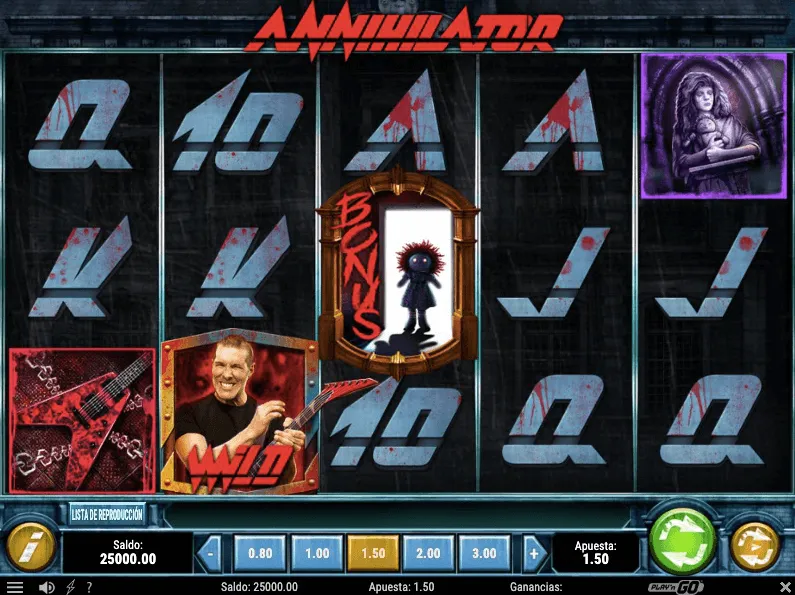 ANNIHILATOR
Q 10 A A
K K BONUS J J
WILD 10 Q Q
LISTA DE REPRODUCCIÓN
Saldo:
25000.00
- 0.80 1.00 1.50 2.00 3.00 +
Apuesta:
1.50
? Saldo: 25000.00 Apuesta: 1.50 Ganancias: PLAY'n GO